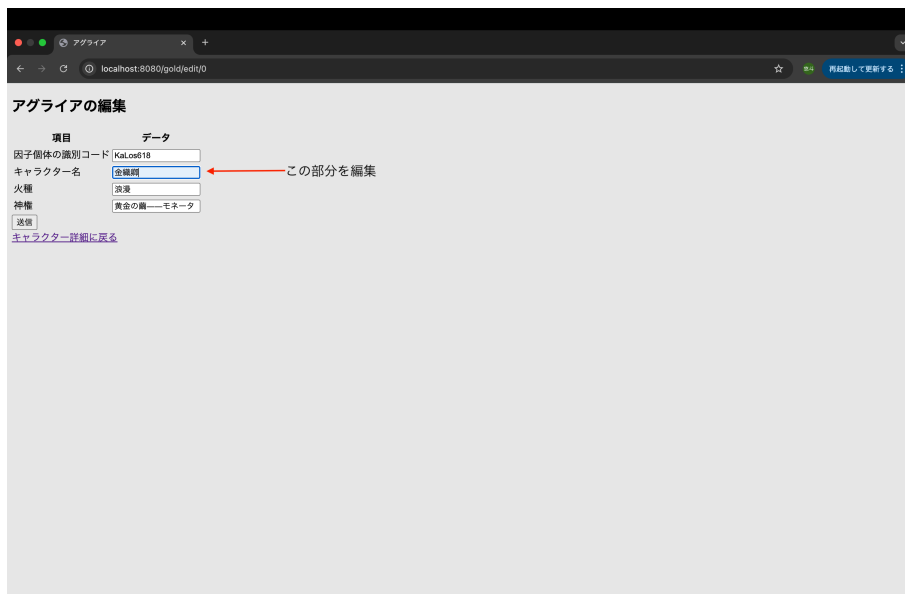 アグライア
localhost:8080/gold/edit/0
再起動して更新する
アグライアの編集
項目 データ
因子個体の識別コード KaLos618
キャラクター名 金織卿 この部分を編集
火種 浪漫
神権 黄金の繭——モネータ
送信
キャラクター詳細に戻る